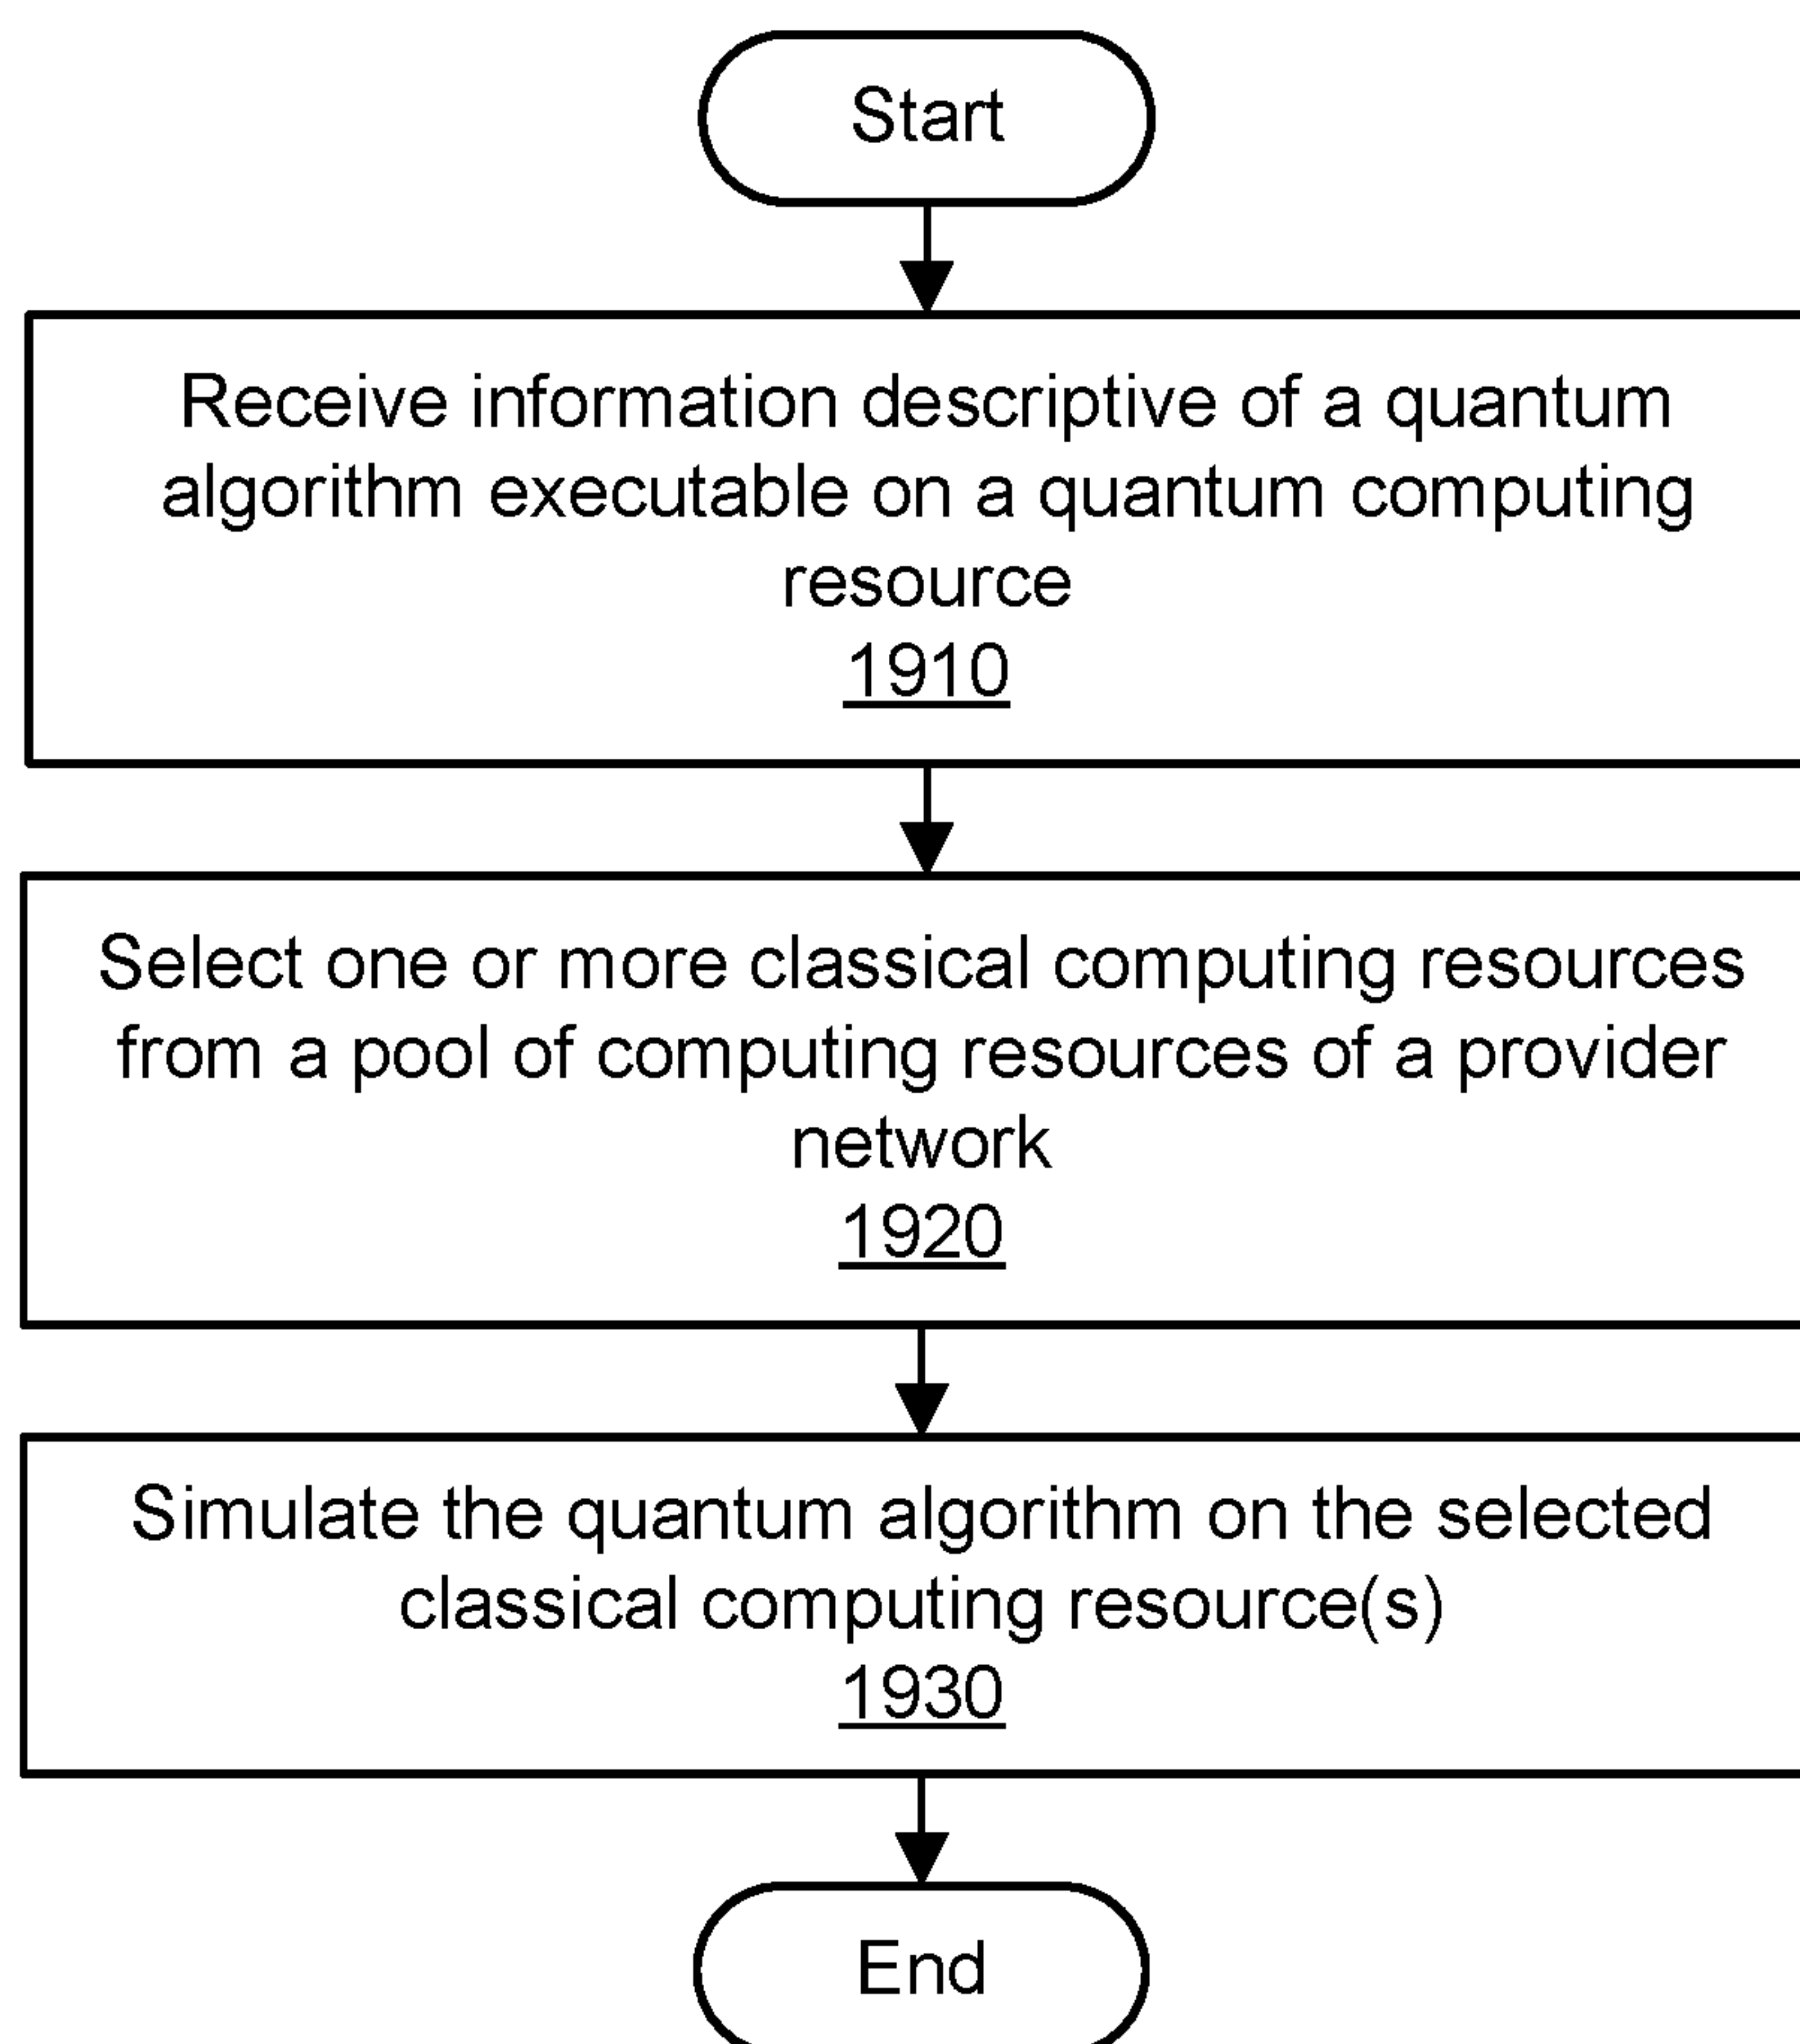 Start
Receive information descriptive of a quantum
algorithm executable on a quantum computing
resource
1910
Select one or more classical computing resources
from a pool of computing resources of a provider
network
1920
Simulate the quantum algorithm on the selected
classical computing resource(s)
1930
End